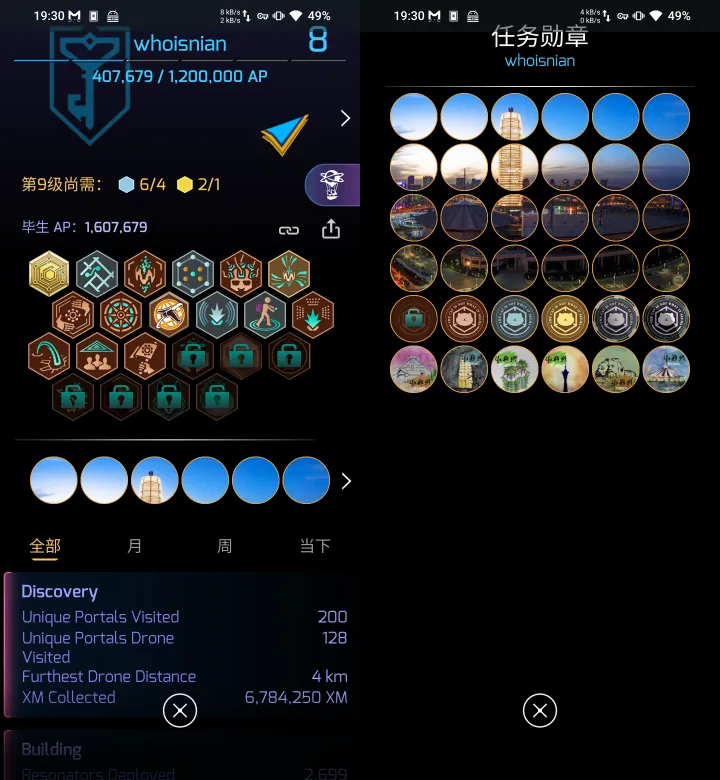 19:30
8 kB/s
2 kB/s
49%
whoisnian
8
407,679 / 1,200,000 AP
第9级尚需：
6/4
2/1
毕生 AP：1,607,679
全部
月
周
当下
Discovery
Unique Portals Visited
200
Unique Portals Drone Visited
128
Furthest Drone Distance
4 km
XM Collected
6,784,250 XM
Building
Resonators Deployed
2,699
19:30
4 kB/s
0 kB/s
49%
任务勋章
whoisnian